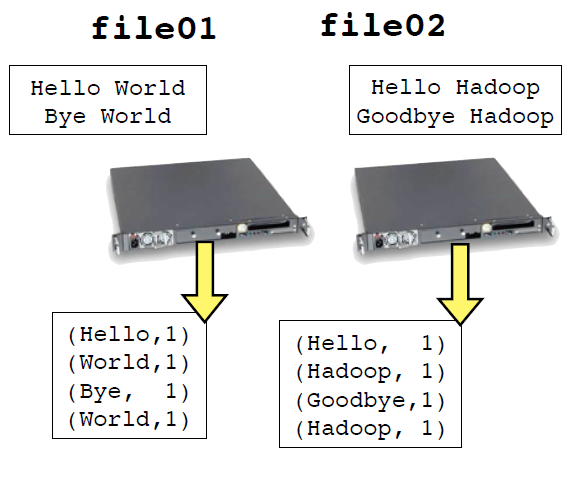 file01
Hello World
Bye World
(Hello,1)
(World,1)
(Bye,  1)
(World,1)
file02
Hello Hadoop
Goodbye Hadoop
(Hello,  1)
(Hadoop, 1)
(Goodbye,1)
(Hadoop, 1)